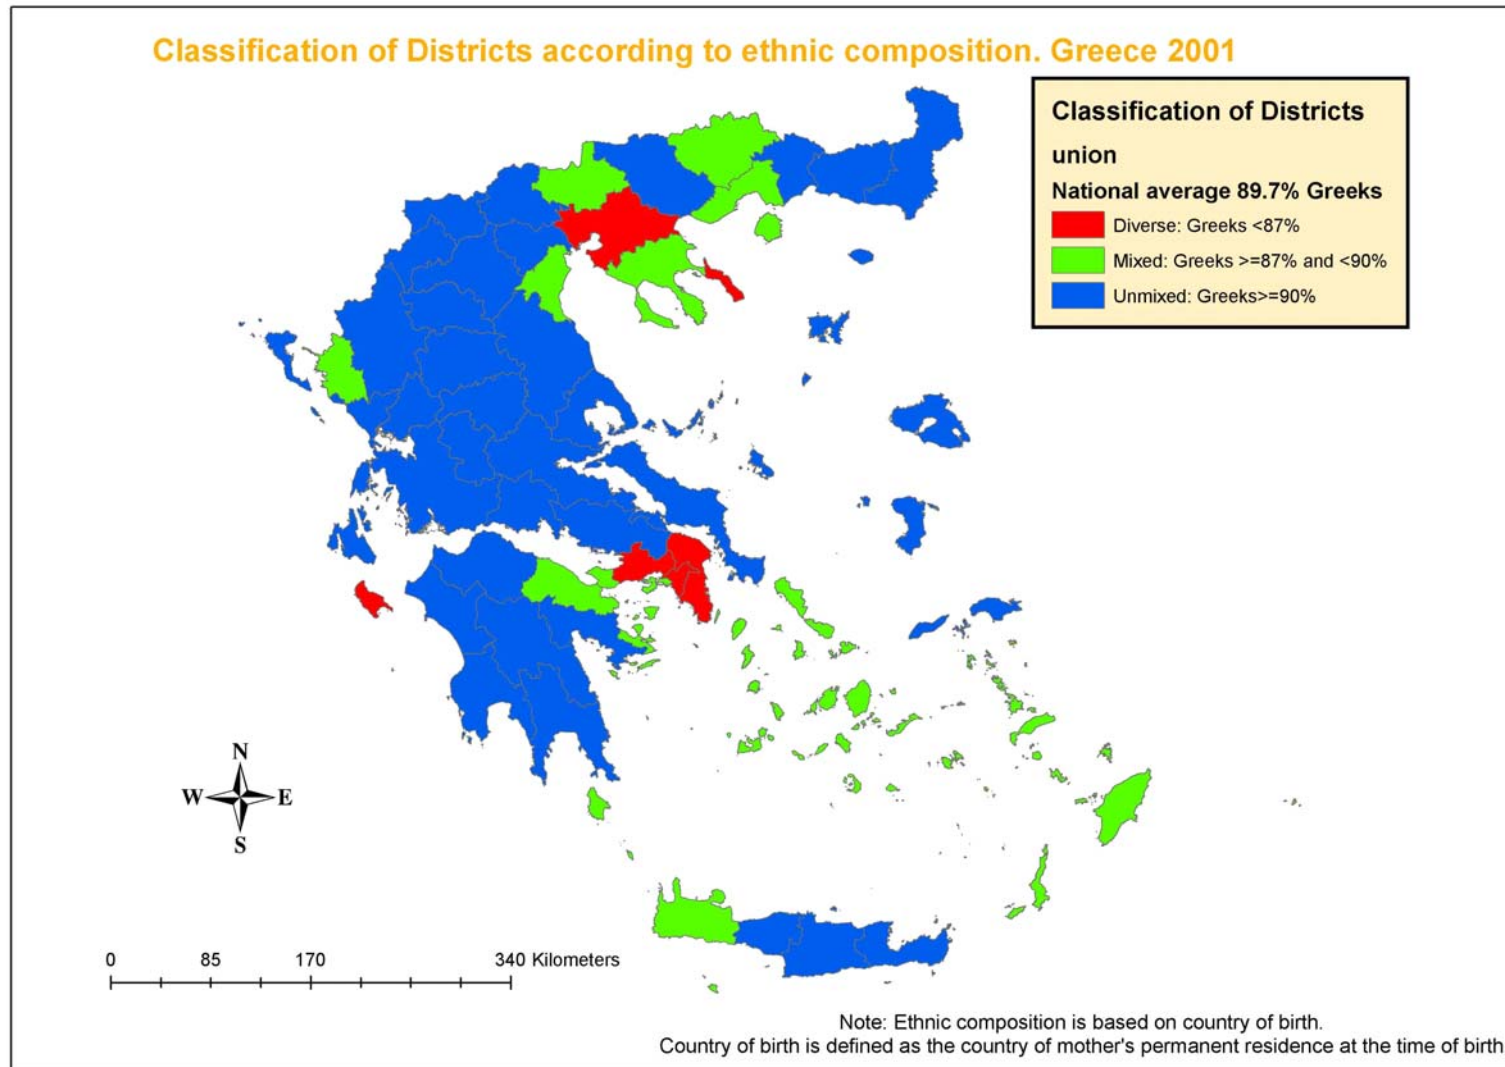 Classification of Districts according to ethnic composition. Greece 2001
Classification of Districts
union
National average 89.7% Greeks
Diverse: Greeks <87%
Mixed: Greeks >=87% and <90%
Unmixed: Greeks>=90%
N
W E
S
0 85 170 340 Kilometers
Note: Ethnic composition is based on country of birth.
Country of birth is defined as the country of mother's permanent residence at the time of birth